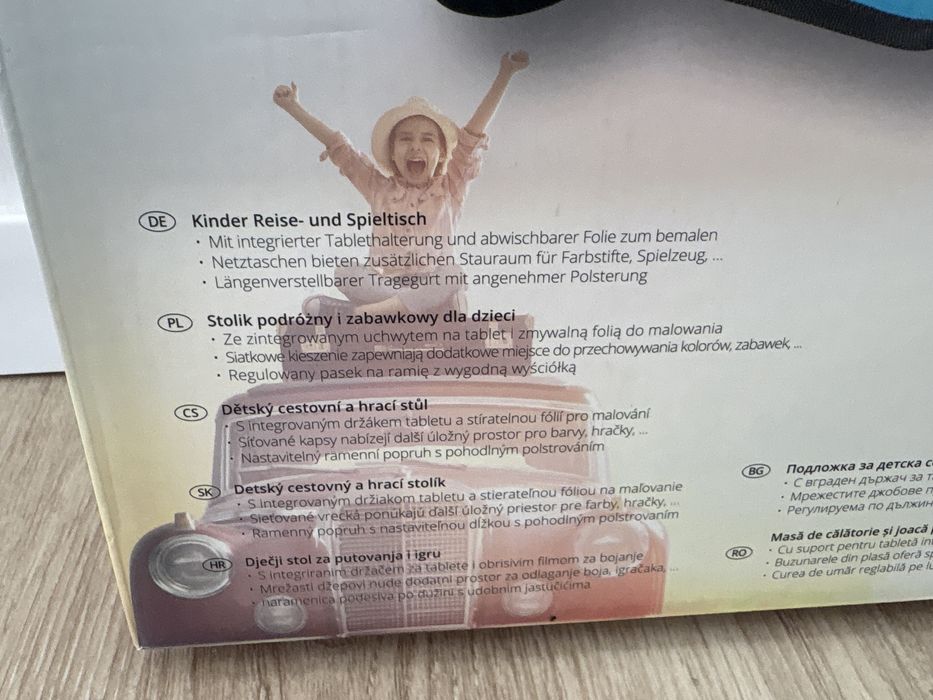 DE Kinder Reise- und Spieltisch
· Mit integrierter Tablethalterung und abwischbarer Folie zum bemalen
· Netztaschen bieten zusätzlichen Stauraum für Farbstifte, Spielzeug, ...
· Längenverstellbarer Tragegurt mit angenehmer Polsterung
PL Stolik podróżny i zabawkowy dla dzieci
· Ze zintegrowanym uchwytem na tablet i zmywalną folią do malowania
· Siatkowe kieszenie zapewniają dodatkowe miejsce do przechowywania kolorów, zabawek, ...
· Regulowany pasek na ramię z wygodną wyściółką
CS Dětský cestovní a hrací stůl
· S integrovaným držákem tabletu a stíratelnou fólií pro malování
· Síťované kapsy nabízejí další úložný prostor pro barvy, hračky, ...
· Nastavitelný ramenní popruh s pohodlným polstrováním
SK Detský cestovný a hrací stolík
· S integrovaným držiakom tabletu a stierateľnou fóliou na maľovanie
· Sieťované vrecká ponúkajú ďalší úložný priestor pre farby, hračky, ...
· Ramenný popruh s nastaviteľnou dĺžkou s pohodlným polstrovaním
HR Dječji stol za putovanja i igru
· S integriranim držačem za tablete i obrisivim filmom za bojanje
· Mrežasti džepovi nude dodatni prostor za odlaganje boja, igračaka, ...
· naramenica podesiva po dužini s udobnim jastučićima
BG Подложка за детска
· С вграден държач за
· Мрежестите джобове
· Регулируема по дължин
RO Masă de călătorie și joacă
· Cu suport pentru tabletă
· Buzunarele din plasă oferă
· Curea de umăr reglabilă pe